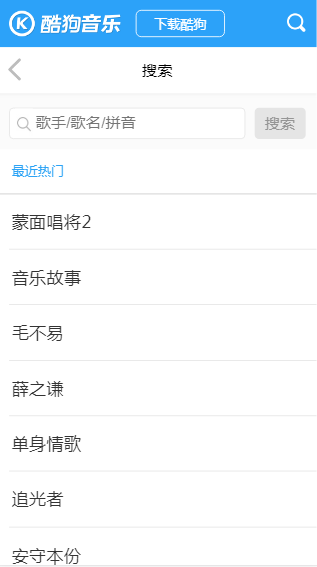 酷狗音乐 下载酷狗
搜索
歌手/歌名/拼音 搜索
最近热门
蒙面唱将2
音乐故事
毛不易
薛之谦
单身情歌
追光者
安守本份